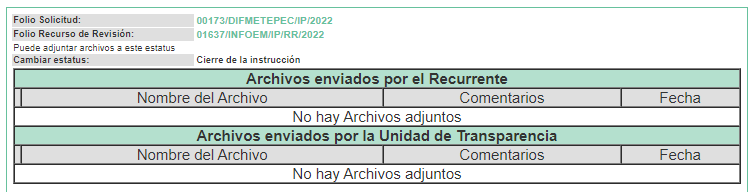 Folio Solicitud: 00173/DIFMETEPEC/IP/2022
Folio Recurso de Revisión: 01637/INFOEM/IP/RR/2022
Puede adjuntar archivos a este estatus
Cambiar estatus: Cierre de la instrucción
Archivos enviados por el Recurrente
Nombre del Archivo Comentarios Fecha
No hay Archivos adjuntos
Archivos enviados por la Unidad de Transparencia
Nombre del Archivo Comentarios Fecha
No hay Archivos adjuntos